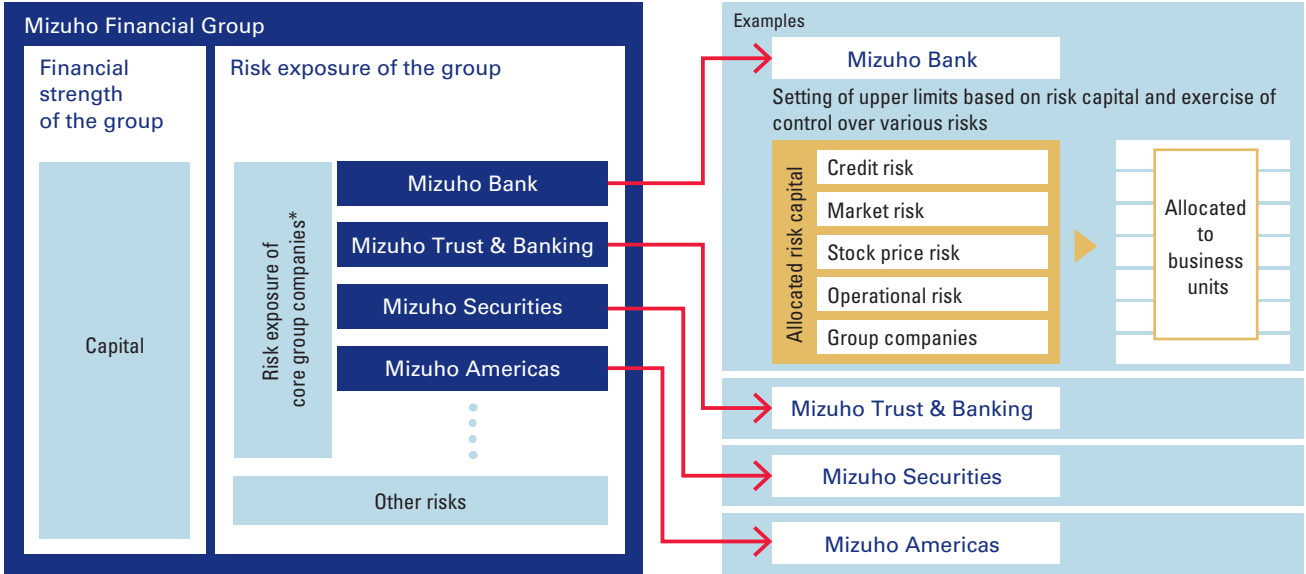 Mizuho Financial Group
Financial
strength
of the group
Capital
Risk exposure of the group
Risk exposure of
core group companies*
Mizuho Bank
Mizuho Trust & Banking
Mizuho Securities
Mizuho Americas
Other risks
Examples
Mizuho Bank
Setting of upper limits based on risk capital and exercise of
control over various risks
Allocated risk capital
Credit risk
Market risk
Stock price risk
Operational risk
Group companies
Allocated
to
business
units
Mizuho Trust & Banking
Mizuho Securities
Mizuho Americas